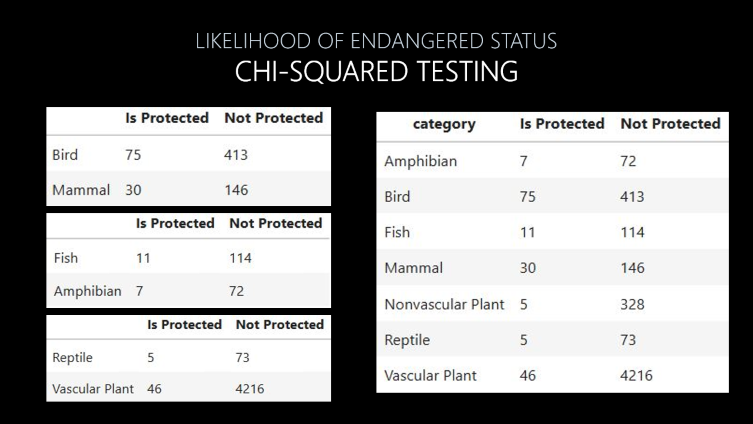 LIKELIHOOD OF ENDANGERED STATUS
CHI-SQUARED TESTING
Is Protected Not Protected
Bird 75 413
Mammal 30 146
Is Protected Not Protected
Fish 11 114
Amphibian 7 72
Is Protected Not Protected
Reptile 5 73
Vascular Plant 46 4216
category Is Protected Not Protected
Amphibian 7 72
Bird 75 413
Fish 11 114
Mammal 30 146
Nonvascular Plant 5 328
Reptile 5 73
Vascular Plant 46 4216